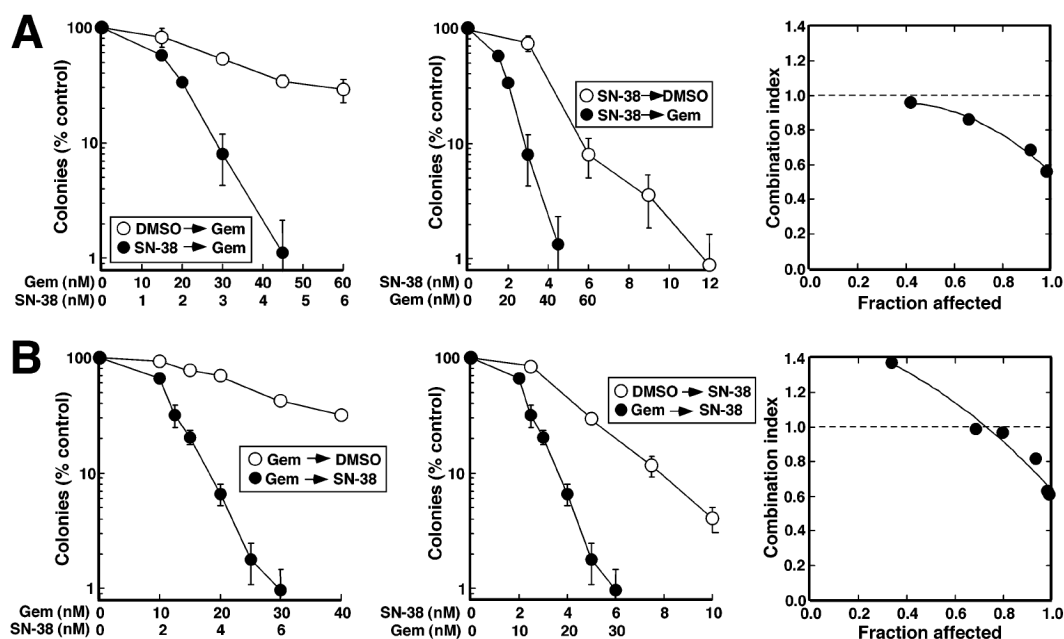 A
Colonies (% control)
100
10
1
DMSO → Gem
SN-38 → Gem
Gem (nM) 0 10 20 30 40 50 60
SN-38 (nM) 0 1 2 3 4 5 6
Colonies (% control)
100
10
1
SN-38 → DMSO
SN-38 → Gem
SN-38 (nM) 0 2 4 6 8 10 12
Gem (nM) 0 20 40 60
Combination index
1.4
1.2
1.0
0.8
0.6
0.4
0.2
0.0
0.0 0.2 0.4 0.6 0.8 1.0
Fraction affected
B
Colonies (% control)
100
10
1
Gem → DMSO
Gem → SN-38
Gem (nM) 0 10 20 30 40
SN-38 (nM) 0 2 4 6
Colonies (% control)
100
10
1
DMSO → SN-38
Gem → SN-38
SN-38 (nM) 0 2 4 6 8 10
Gem (nM) 0 10 20 30
Combination index
1.4
1.2
1.0
0.8
0.6
0.4
0.2
0.0
0.0 0.2 0.4 0.6 0.8 1.0
Fraction affected